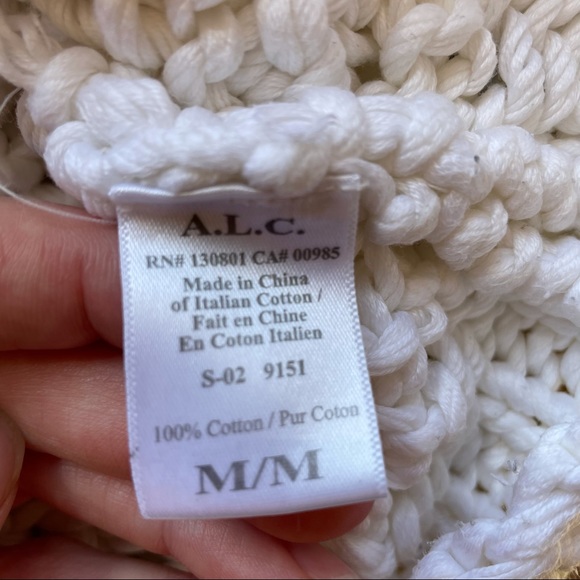 A.L.C.
RN# 130801 CA# 00985
Made in China
of Italian Cotton /
Fait en Chine
En Coton Italien
S-02 9151
100% Cotton / Pur Coton
M/M